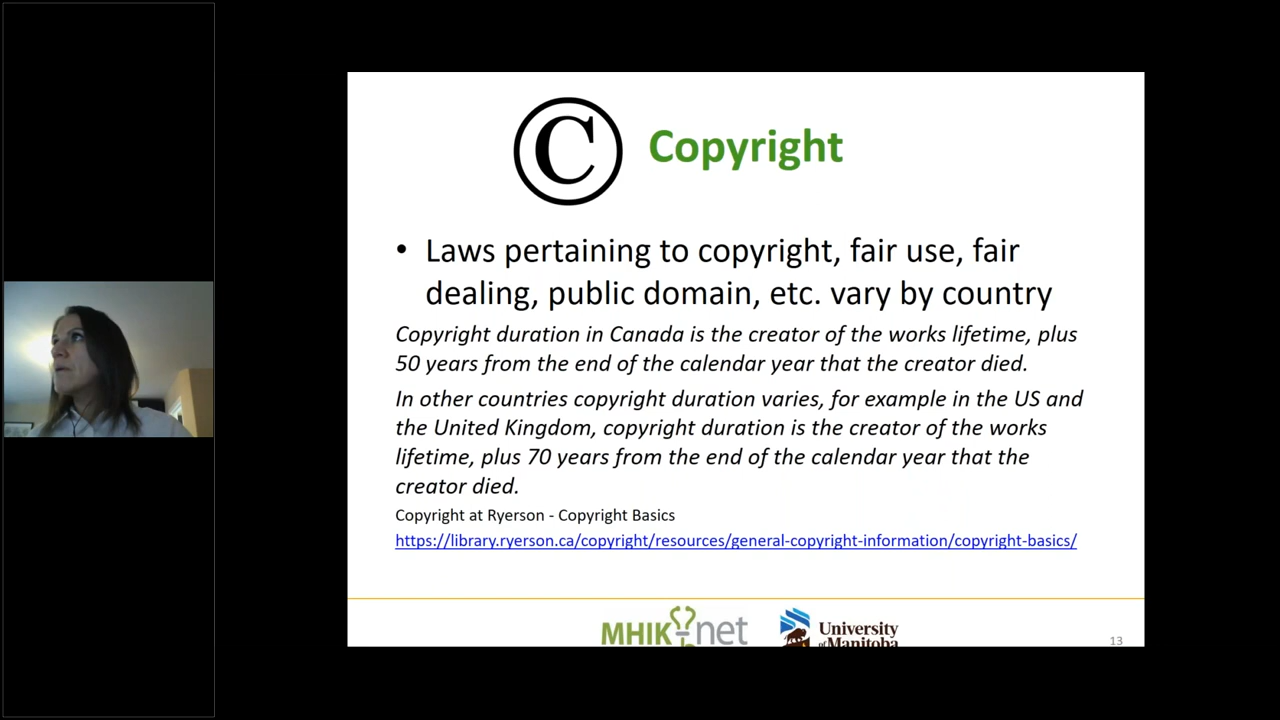 ©
Copyright
• Laws pertaining to copyright, fair use, fair
dealing, public domain, etc. vary by country
Copyright duration in Canada is the creator of the works lifetime, plus
50 years from the end of the calendar year that the creator died.
In other countries copyright duration varies, for example in the US and
the United Kingdom, copyright duration is the creator of the works
lifetime, plus 70 years from the end of the calendar year that the
creator died.
Copyright at Ryerson - Copyright Basics
https://library.ryerson.ca/copyright/resources/general-copyright-information/copyright-basics/
MHIKnet
University
of Manitoba
13